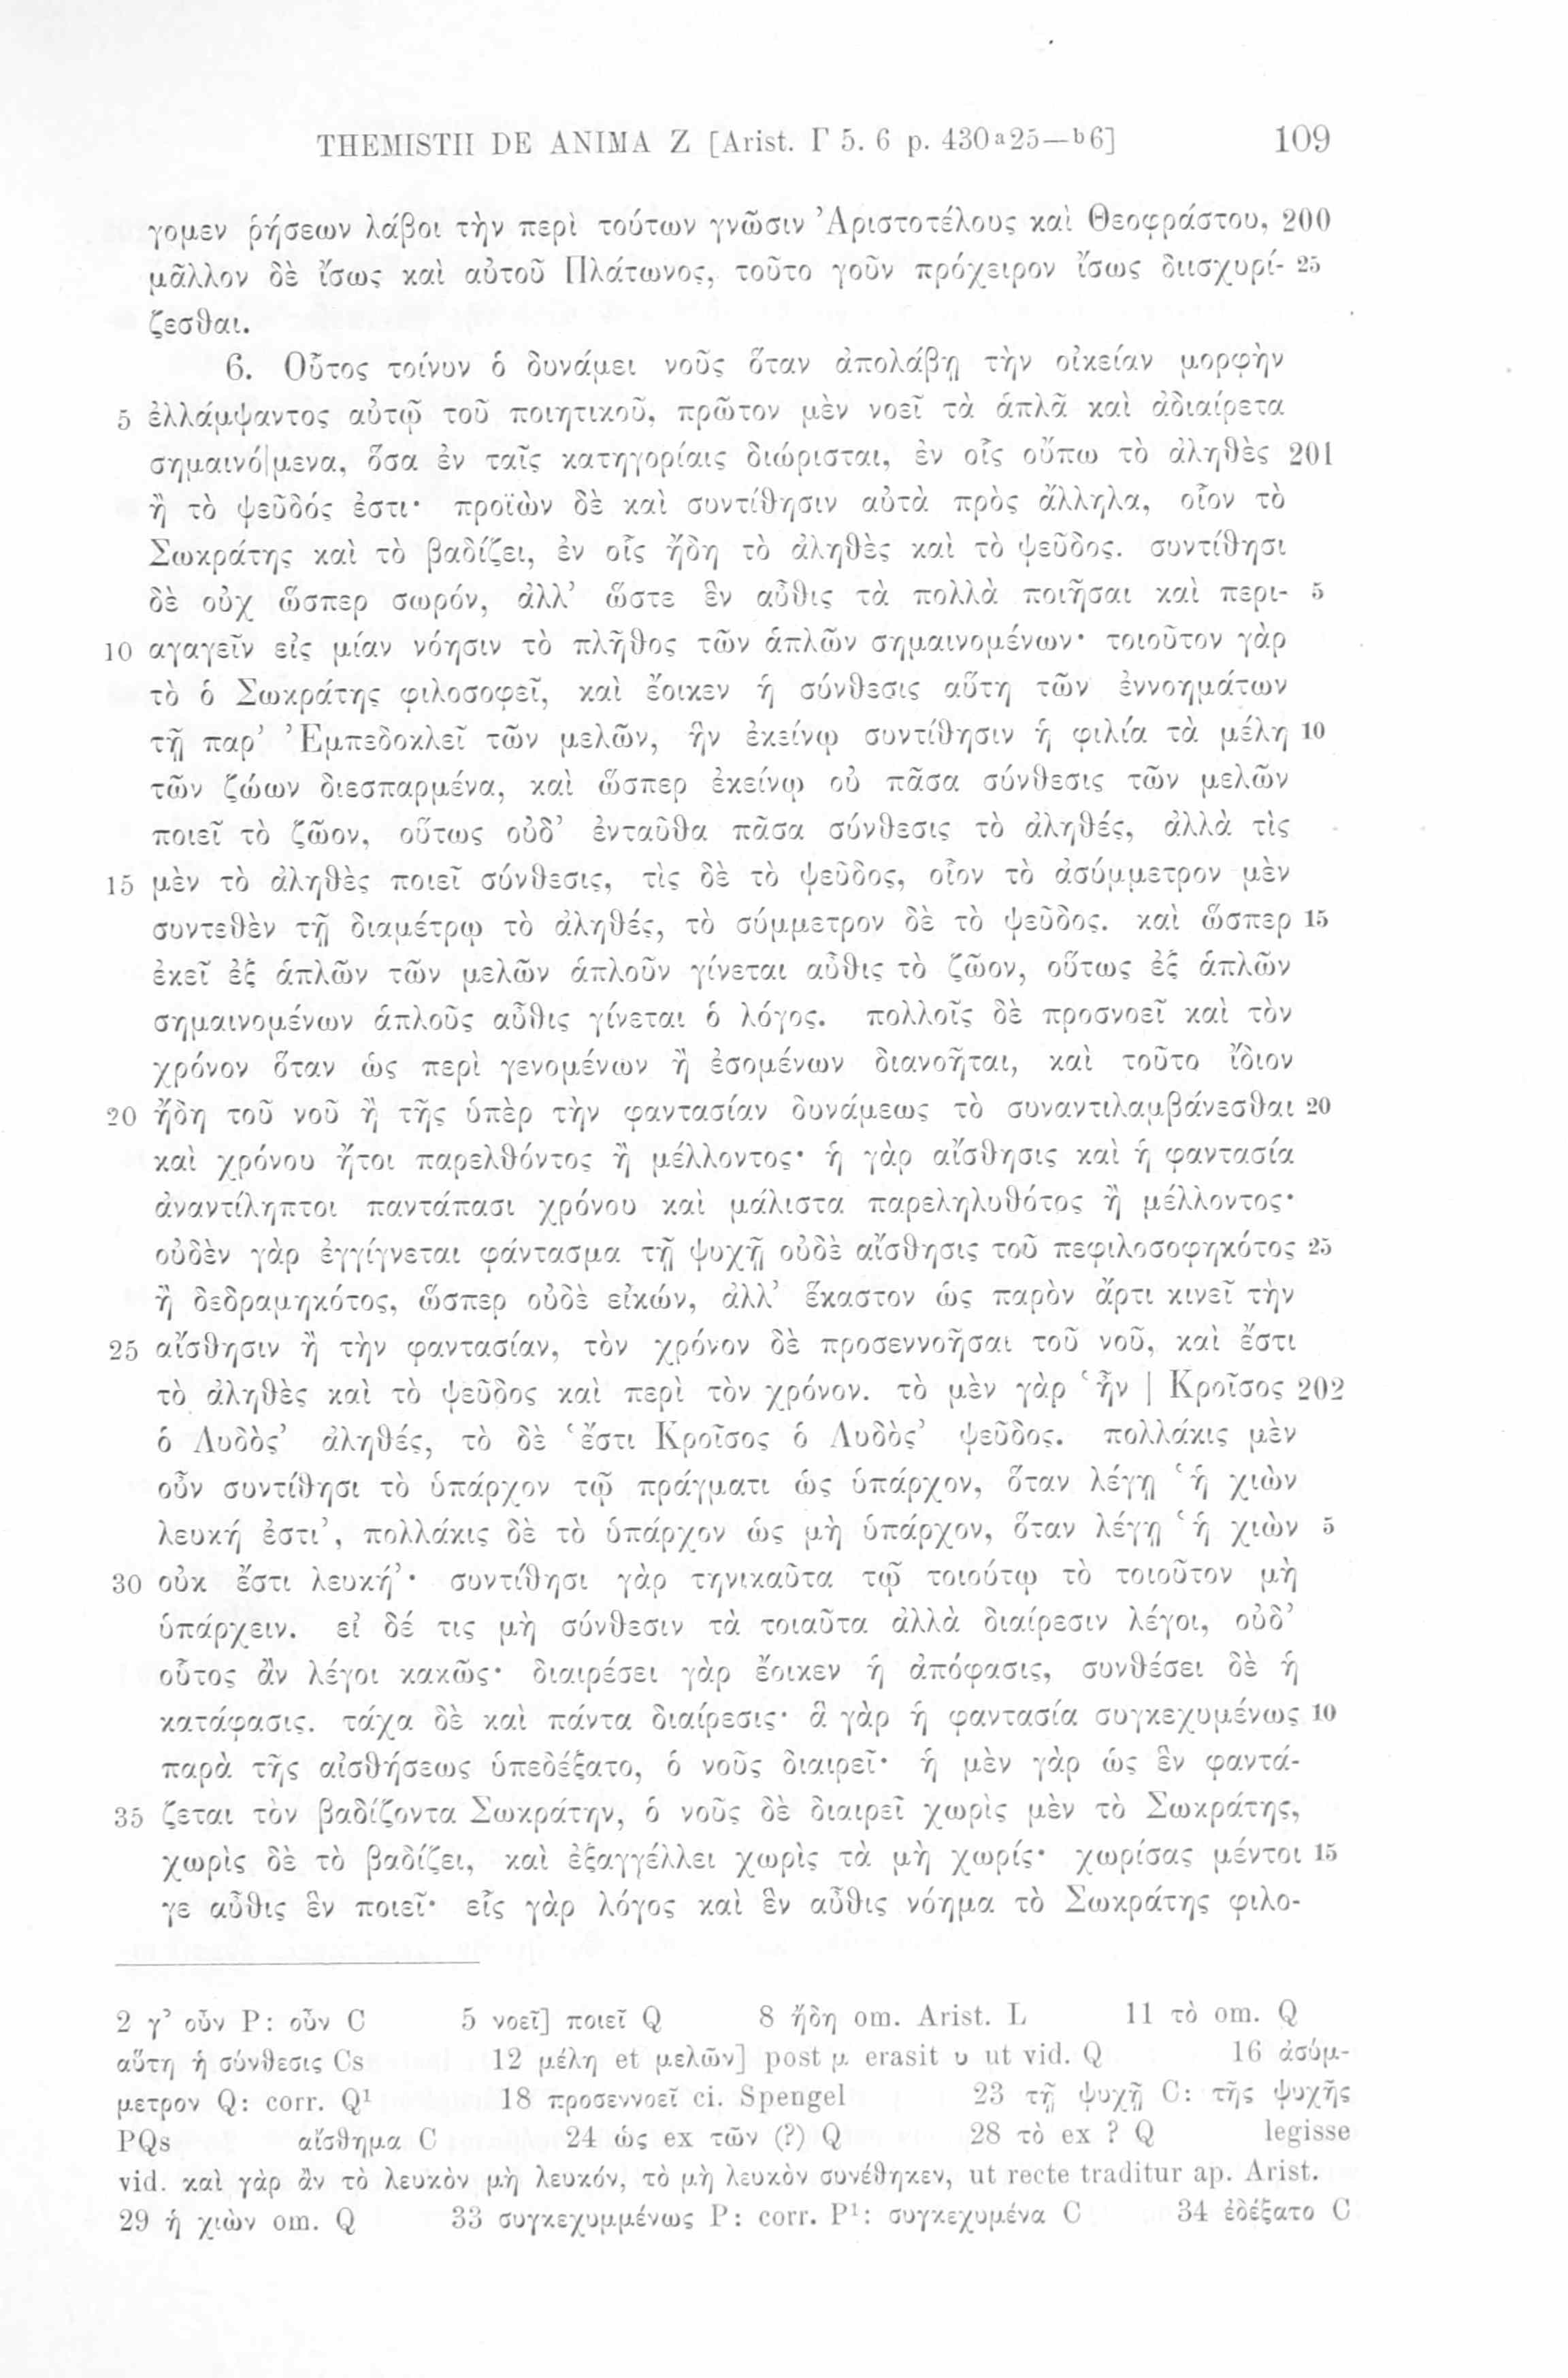 THEMISTII DE ANIMA Z [Arist. Γ 5. 6 p. 430a25—b6] 109
γομεν ῥήσεων λάβοι τὴν περὶ τούτων γνῶσιν Ἀριστοτέλους καὶ Θεοφράστου, 200
μᾶλλον δὲ ἴσως καὶ αὐτοῦ Πλάτωνος, τοῦτο γοῦν πρόχειρον ἴσως διισχυρί- 25
ζεσθαι.
6. Οὗτος τοίνυν ὁ δυνάμει νοῦς ὅταν ἀπολάβῃ τὴν οἰκείαν μορφὴν
5 ἐλλάμψαντος αὐτῷ τοῦ ποιητικοῦ, πρῶτον μὲν νοεῖ τὰ ἁπλᾶ καὶ ἀδιαίρετα
σημαινό|μενα, ὅσα ἐν ταῖς κατηγορίαις διώρισται, ἐν οἷς οὔπω τὸ ἀληθὲς 201
ἢ τὸ ψεῦδός ἐστι· προϊὼν δὲ καὶ συντίθησιν αὐτὰ πρὸς ἄλληλα, οἷον τὸ
Σωκράτης καὶ τὸ βαδίζει, ἐν οἷς ἤδη τὸ ἀληθὲς καὶ τὸ ψεῦδος. συντίθησι
δὲ οὐχ ὥσπερ σωρόν, ἀλλ’ ὥστε ἓν αὖθις τὰ πολλὰ ποιῆσαι καὶ περι- 5
10 αγαγεῖν εἰς μίαν νόησιν τὸ πλῆθος τῶν ἁπλῶν σημαινομένων· τοιοῦτον γὰρ
τὸ ὁ Σωκράτης φιλοσοφεῖ, καὶ ἔοικεν ἡ σύνθεσις αὕτη τῶν ἐννοημάτων
τῇ παρ’ Ἐμπεδοκλεῖ τῶν μελῶν, ἣν ἐκείνῳ συντίθησιν ἡ φιλία τὰ μέλη 10
τῶν ζώων διεσπαρμένα, καὶ ὥσπερ ἐκείνῳ οὐ πᾶσα σύνθεσις τῶν μελῶν
ποιεῖ τὸ ζῶον, οὕτως οὐδ’ ἐνταῦθα πᾶσα σύνθεσις τὸ ἀληθές, ἀλλὰ τὶς
15 μὲν τὸ ἀληθὲς ποιεῖ σύνθεσις, τὶς δὲ τὸ ψεῦδος, οἷον τὸ ἀσύμμετρον μὲν
συντεθὲν τῇ διαμέτρῳ τὸ ἀληθές, τὸ σύμμετρον δὲ τὸ ψεῦδος. καὶ ὥσπερ 15
ἐκεῖ ἐξ ἁπλῶν τῶν μελῶν ἁπλοῦν γίνεται αὖθις τὸ ζῶον, οὕτως ἐξ ἁπλῶν
σημαινομένων ἁπλοῦς αὖθις γίνεται ὁ λόγος. πολλοῖς δὲ προσνοεῖ καὶ τὸν
χρόνον ὅταν ὡς περὶ γενομένων ἢ ἐσομένων διανοῆται, καὶ τοῦτο ἴδιον
20 ἤδη τοῦ νοῦ ἢ τῆς ὑπὲρ τὴν φαντασίαν δυνάμεως τὸ συναντιλαμβάνεσθαι 20
καὶ χρόνου ἤτοι παρελθόντος ἢ μέλλοντος· ἡ γὰρ αἴσθησις καὶ ἡ φαντασία
ἀναντίληπτοι παντάπασι χρόνου καὶ μάλιστα παρεληλυθότος ἢ μέλλοντος·
οὐδὲν γὰρ ἐγγίγνεται φάντασμα τῇ ψυχῇ οὐδὲ αἴσθησις τοῦ πεφιλοσοφηκότος 25
ἢ δεδραμηκότος, ὥσπερ οὐδὲ εἰκών, ἀλλ’ ἕκαστον ὡς παρὸν ἄρτι κινεῖ τὴν
25 αἴσθησιν ἢ τὴν φαντασίαν, τὸν χρόνον δὲ προσεννοῆσαι τοῦ νοῦ, καὶ ἔστι
τὸ ἀληθὲς καὶ τὸ ψεῦδος καὶ περὶ τὸν χρόνον. τὸ μὲν γὰρ ‘ἦν | Κροῖσος 202
ὁ Λυδὸς’ ἀληθές, τὸ δὲ ‘ἔστι Κροῖσος ὁ Λυδὸς’ ψεῦδος. πολλάκις μὲν
οὖν συντίθησι τὸ ὑπάρχον τῷ πράγματι ὡς ὑπάρχον, ὅταν λέγῃ ‘ἡ χιὼν
λευκή ἐστι’, πολλάκις δὲ τὸ ὑπάρχον ὡς μὴ ὑπάρχον, ὅταν λέγῃ ‘ἡ χιὼν 5
30 οὐκ ἔστι λευκή’· συντίθησι γὰρ τηνικαῦτα τῷ τοιούτῳ τὸ τοιοῦτον μὴ
ὑπάρχειν. εἰ δέ τις μὴ σύνθεσιν τὰ τοιαῦτα ἀλλὰ διαίρεσιν λέγοι, οὐδ’
οὗτος ἂν λέγοι κακῶς· διαιρέσει γὰρ ἔοικεν ἡ ἀπόφασις, συνθέσει δὲ ἡ
κατάφασις. τάχα δὲ καὶ πάντα διαίρεσις· ἃ γὰρ ἡ φαντασία συγκεχυμένως 10
παρὰ τῆς αἰσθήσεως ὑπεδέξατο, ὁ νοῦς διαιρεῖ· ἡ μὲν γὰρ ὡς ἓν φαντά-
35 ζεται τὸν βαδίζοντα Σωκράτην, ὁ νοῦς δὲ διαιρεῖ χωρὶς μὲν τὸ Σωκράτης,
χωρὶς δὲ τὸ βαδίζει, καὶ ἐξαγγέλλει χωρὶς τὰ μὴ χωρίς· χωρίσας μέντοι 15
γε αὖθις ἓν ποιεῖ· εἷς γὰρ λόγος καὶ ἓν αὖθις νόημα τὸ Σωκράτης φιλο-
2 γ’ οὖν P: οὖν C 5 νοεῖ] ποιεῖ Q 8 ἤδη om. Arist. L 11 τὸ om. Q
αὕτη ἡ σύνθεσις Cs 12 μέλη et μελῶν] post μ erasit υ ut vid. Q 16 ἀσύμ-
μετρον Q: corr. Q¹ 18 προσεννοεῖ ci. Spengel 23 τῇ ψυχῇ C: τῆς ψυχῆς
PQs αἴσθημα C 24 ὡς ex τῶν (?) Q 28 τὸ ex ? Q legisse
vid. καὶ γὰρ ἂν τὸ λευκὸν μὴ λευκόν, τὸ μὴ λευκὸν συνέθηκεν, ut recte traditur ap. Arist.
29 ἡ χιὼν om. Q 33 συγκεχυμμένως P: corr. P¹: συγκεχυμένα C 34 ἐδέξατο C